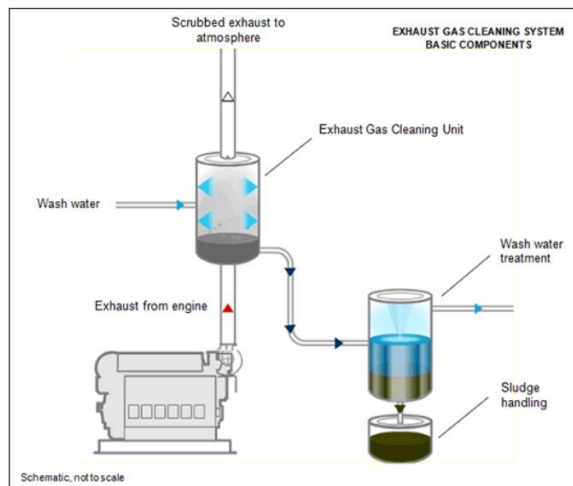 Scrubbed exhaust to
atmosphere
EXHAUST GAS CLEANING SYSTEM
BASIC COMPONENTS
Exhaust Gas Cleaning Unit
Wash water
Wash water
treatment
Exhaust from engine
Sludge
handling
Schematic, not to scale